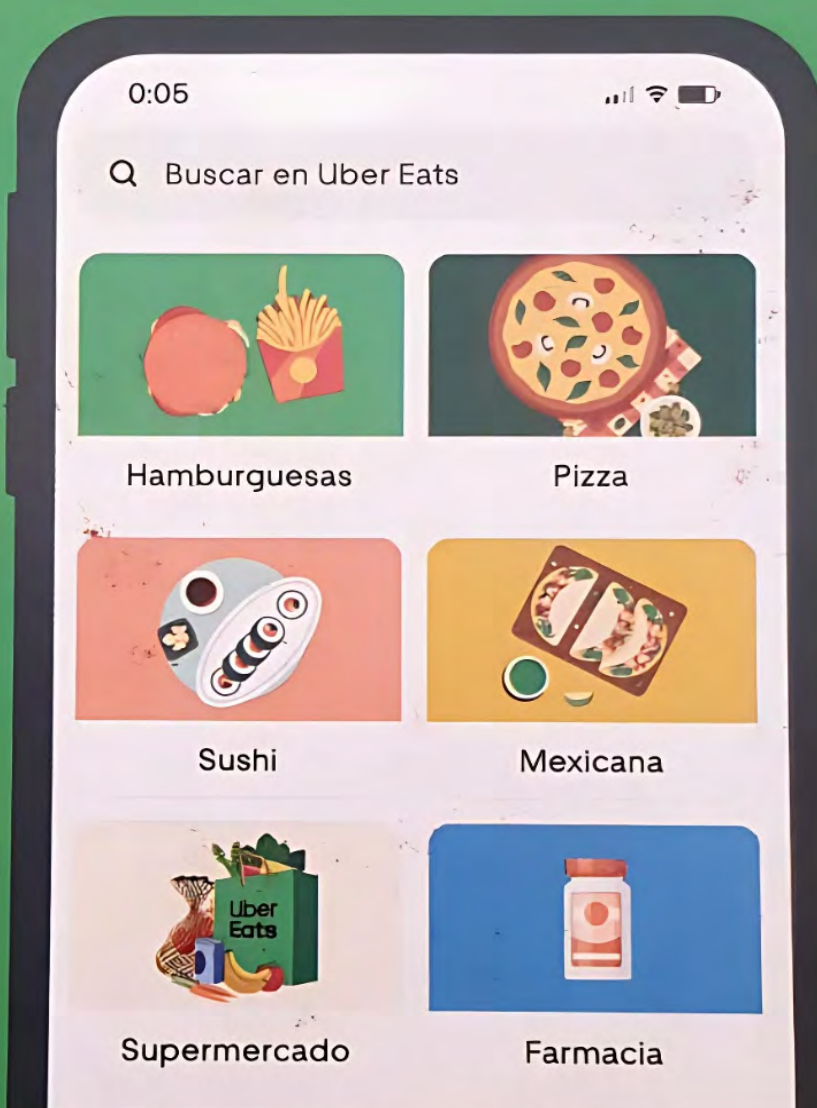 0:05
Buscar en Uber Eats
Hamburguesas
Pizza
Sushi
Mexicana
Uber
Eats
Supermercado
Farmacia